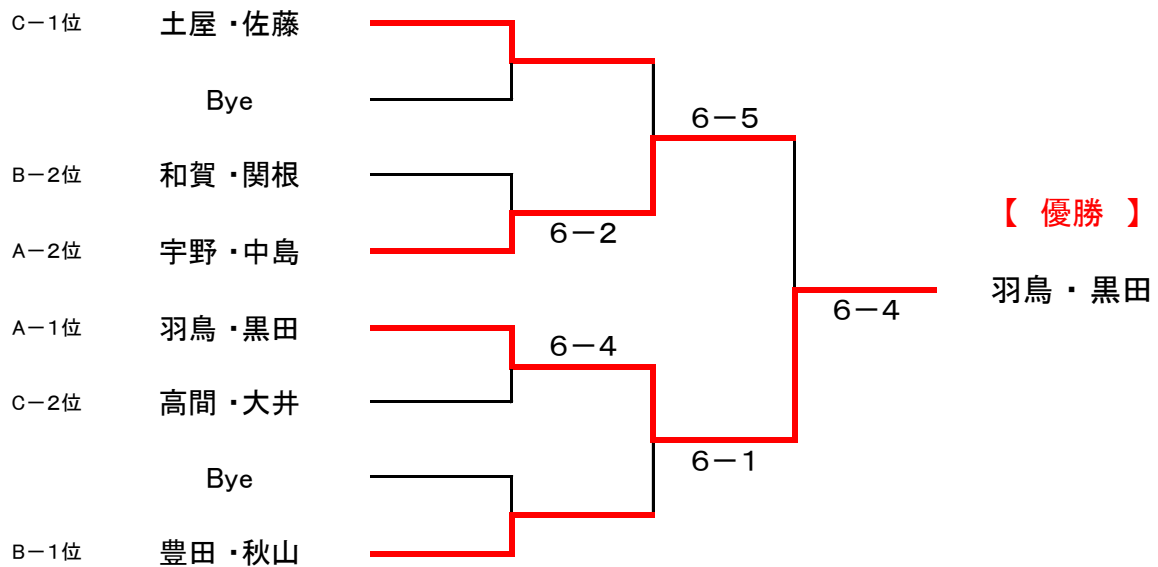 C－1位 土屋 ・佐藤
Bye
6－5
B－2位 和賀 ・関根
【 優勝 】
6－2
A－2位 宇野 ・中島
羽鳥 ・ 黒田
6－4
A－1位 羽鳥 ・黒田
6－4
C－2位 高間 ・大井
6－1
Bye
B－1位 豊田 ・秋山